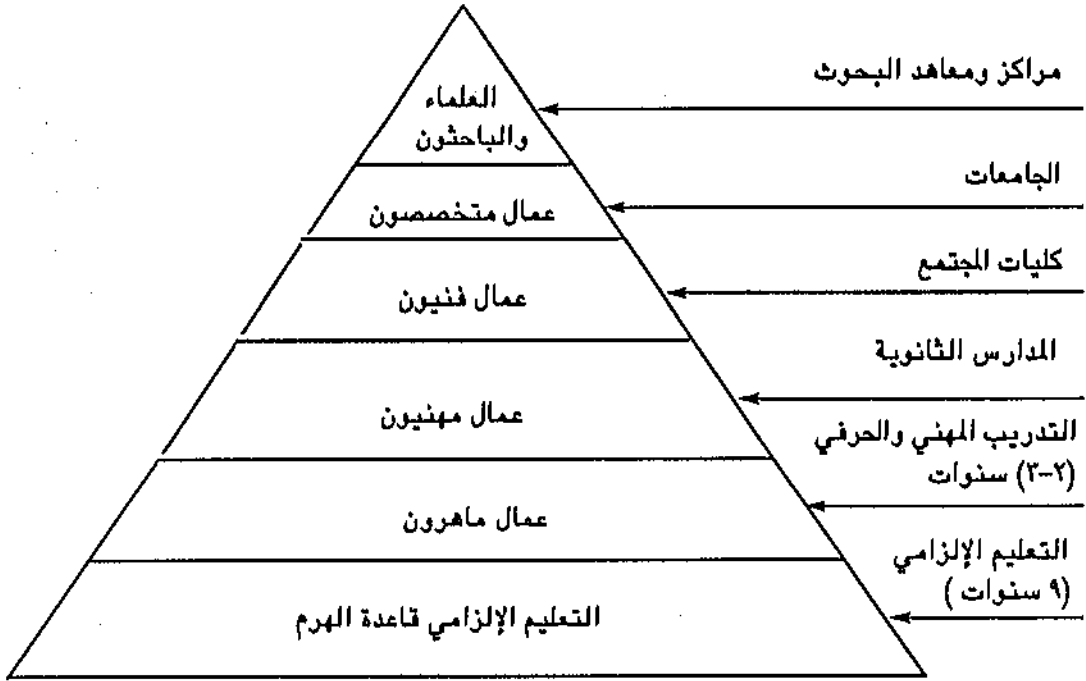 مراكز ومعاهد البحوث
العلماء
والباحثون
الجامعات
عمال متخصصون
كليات المجتمع
عمال فنيون
المدارس الثانوية
عمال مهنيون
التدريب المهني والحرفي
(٢-٣) سنوات
عمال ماهرون
التعليم الإلزامي
(٩ سنوات )
التعليم الإلزامي قاعدة الهرم